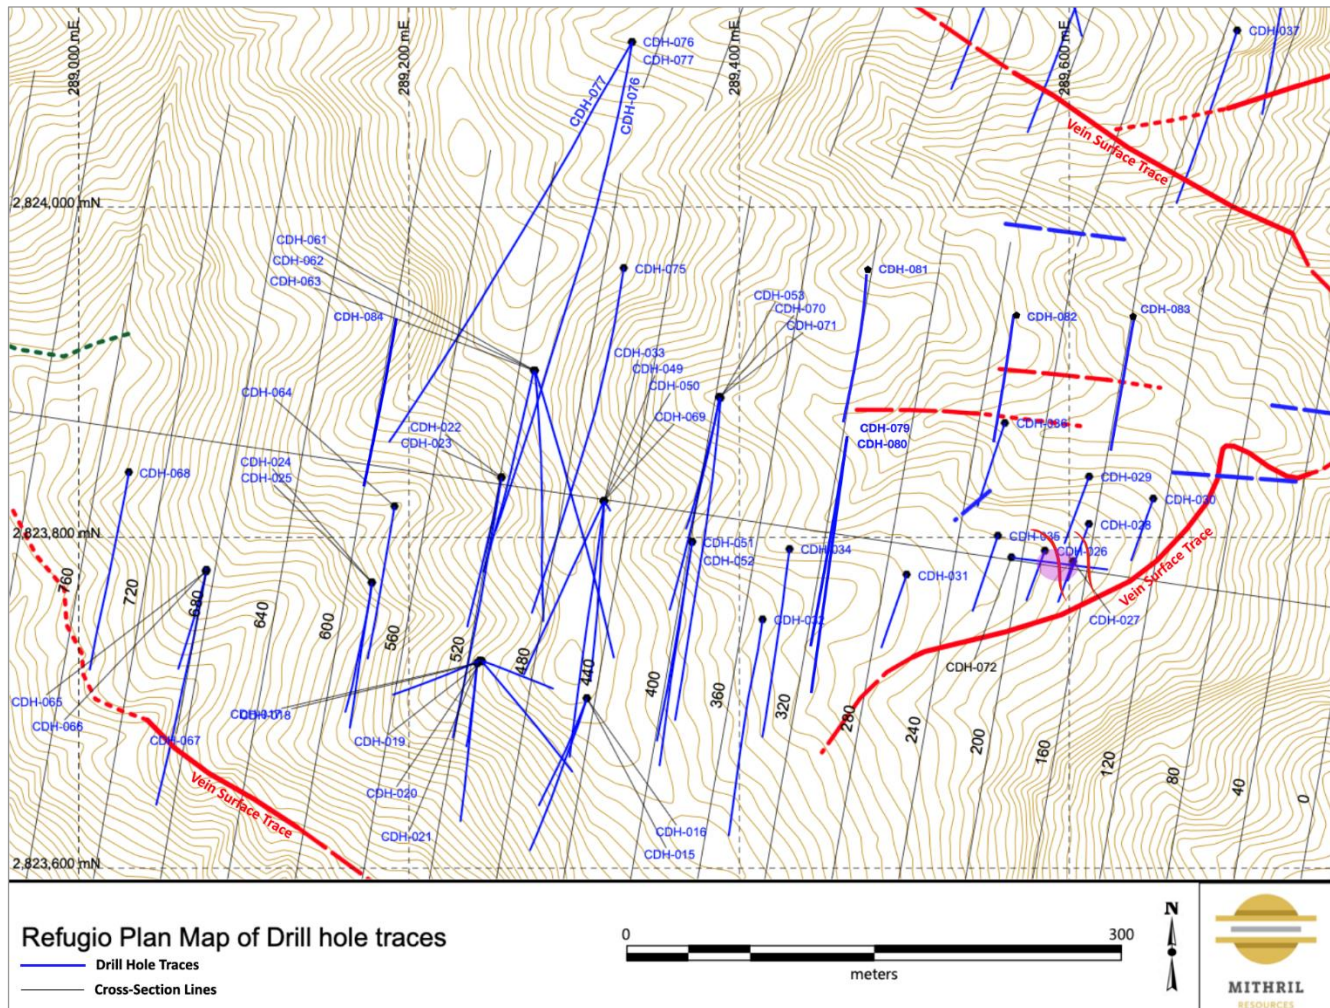 289,000 mE
289,200 mE
289,400 mE
289,600 mE
CDH-076
CDH-077
CDH-077
CDH-076
CDH-037
Vein Surface Trace
2,824,000 mN
CDH-061
CDH-062
CDH-063
CDH-084
CDH-075
CDH-053
CDH-070
CDH-071
CDH-081
CDH-082
CDH-083
CDH-033
CDH-049
CDH-050
CDH-069
CDH-064
CDH-022
CDH-023
CDH-079
CDH-080
CDH-024
CDH-025
CDH-068
CDH-029
CDH-030
CDH-028
2,823,800 mN
CDH-051
CDH-052
CDH-034
CDH-035
CDH-026
CDH-031
CDH-032
CDH-027
CDH-072
Vein Surface Trace
760
720
680
640
600
560
520
480
440
400
360
320
280
240
200
160
120
80
40
0
CDH-065
CDH-066
CDH-067
CDH-018
CDH-019
CDH-020
CDH-021
CDH-016
CDH-015
Vein Surface Trace
2,823,600 mN
Refugio Plan Map of Drill hole traces
Drill Hole Traces
Cross-Section Lines
0
300
meters
N
MITHRIL
RESOURCES